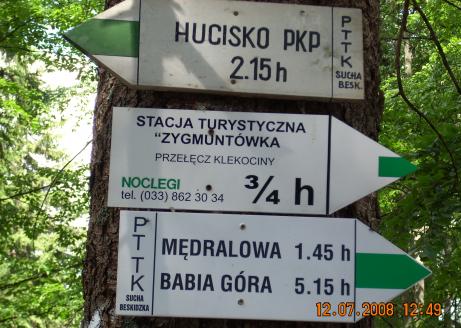 HUCISKO PKP
2.15 h
PTTK
SUCHA
BESK.
STACJA TURYSTYCZNA
"ZYGMUNTÓWKA
PRZEŁĘCZ KLEKOCINY
NOCLEGI
tel. (033) 862 30 34
¾ h
PTTK
SUCHA
BESKIDZKA
MĘDRALOWA 1.45 h
BABIA GÓRA 5.15 h
12.07.2008 12:49